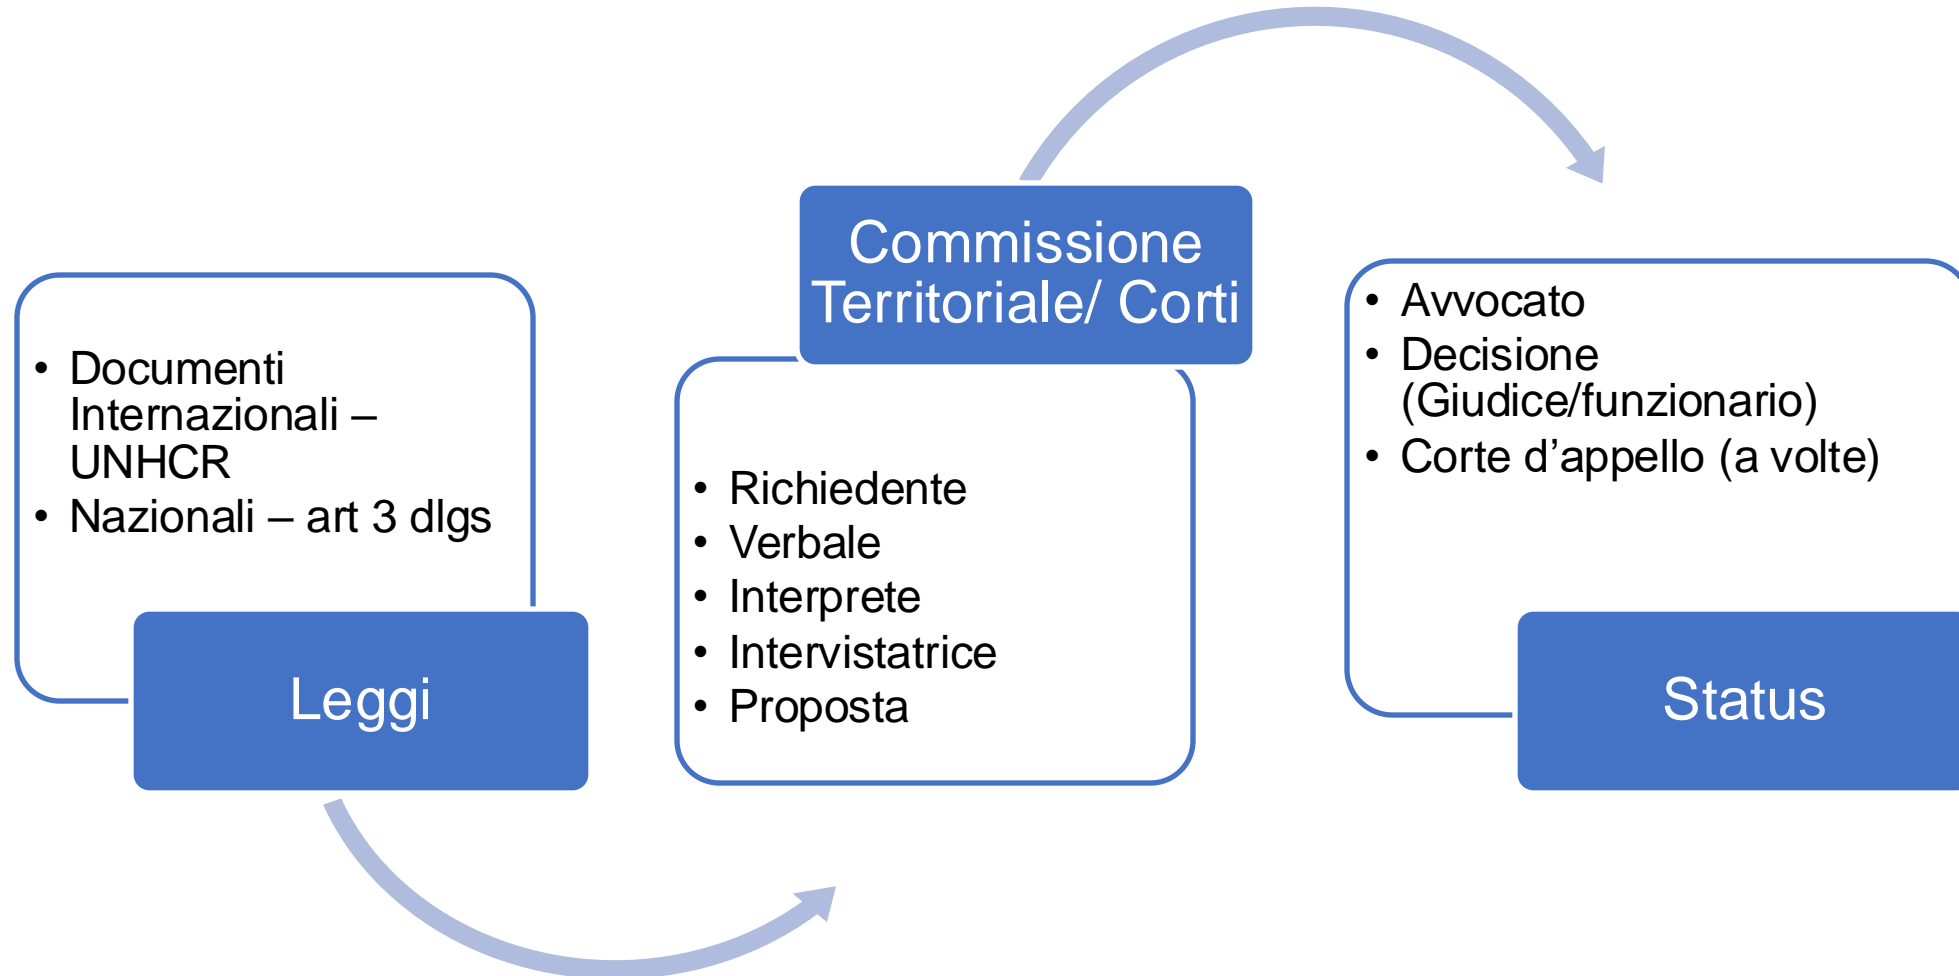 • Documenti
Internazionali –
UNHCR
• Nazionali – art 3 dlgs
Leggi
Commissione
Territoriale/ Corti
• Richiedente
• Verbale
• Interprete
• Intervistatrice
• Proposta
• Avvocato
• Decisione
(Giudice/funzionario)
• Corte d’appello (a volte)
Status